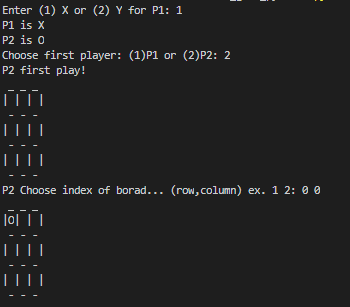 Enter (1) X or (2) Y for P1: 1
P1 is X
P2 is O
Choose first player: (1)P1 or (2)P2: 2
P2 first play!
 _ _ _
| | | |
 - - -
| | | |
 - - -
| | | |
 - - -
P2 Choose index of borad... (row,column) ex. 1 2: 0 0
 _ _ _
|O| | |
 - - -
| | | |
 - - -
| | | |
 - - -